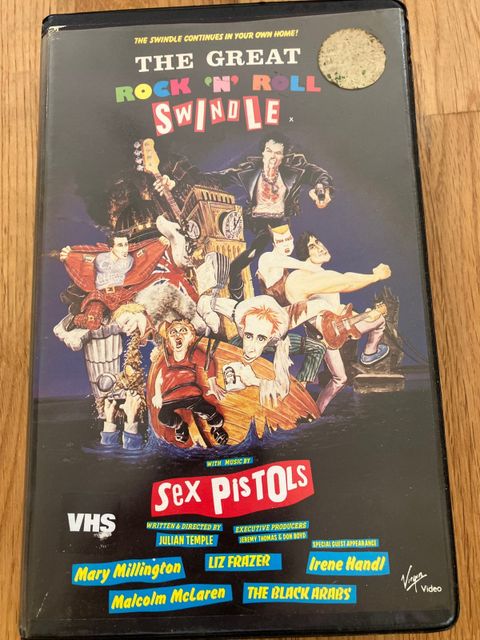 THE SWINDLE CONTINUES IN YOUR OWN HOME!
THE GREAT
ROCK 'N' ROLL
SWINDLE X
WITH MUSIC BY
SEX PISTOLS
VHS
WRITTEN & DIRECTED BY
JULIAN TEMPLE
EXECUTIVE PRODUCERS
JEREMY THOMAS & DON BOYD
SPECIAL GUEST APPEARANCE
Mary Millington
LIZ FRAZER
Irene Handl
Malcolm McLaren
THE BLACK ARABS
Virgin
Video